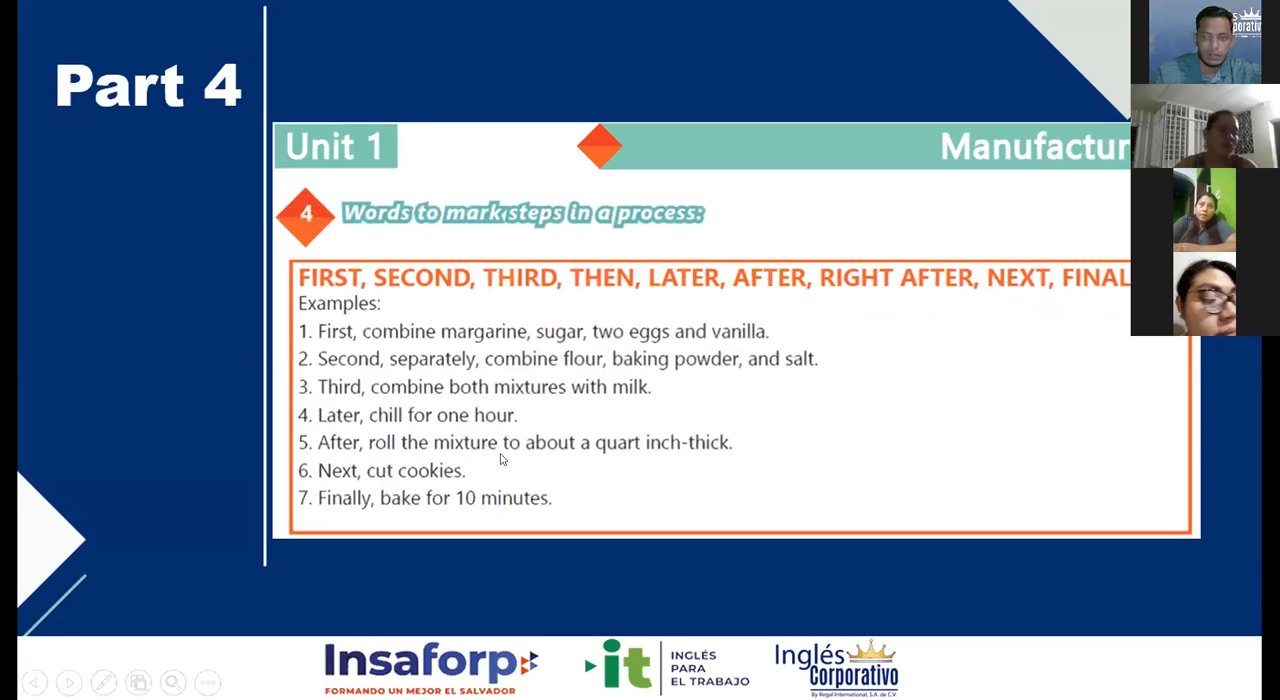 Part 4
Unit 1
Manufactur
4
Words to mark steps in a process:
FIRST, SECOND, THIRD, THEN, LATER, AFTER, RIGHT AFTER, NEXT, FINAL
Examples:
1. First, combine margarine, sugar, two eggs and vanilla.
2. Second, separately, combine flour, baking powder, and salt.
3. Third, combine both mixtures with milk.
4. Later, chill for one hour.
5. After, roll the mixture to about a quart inch-thick.
6. Next, cut cookies.
7. Finally, bake for 10 minutes.
Insaforp
FORMANDO UN MEJOR EL SALVADOR
it
INGLÉS
PARA
EL TRABAJO
Inglés
Corporativo
By Regal International, S.A. de C.V.